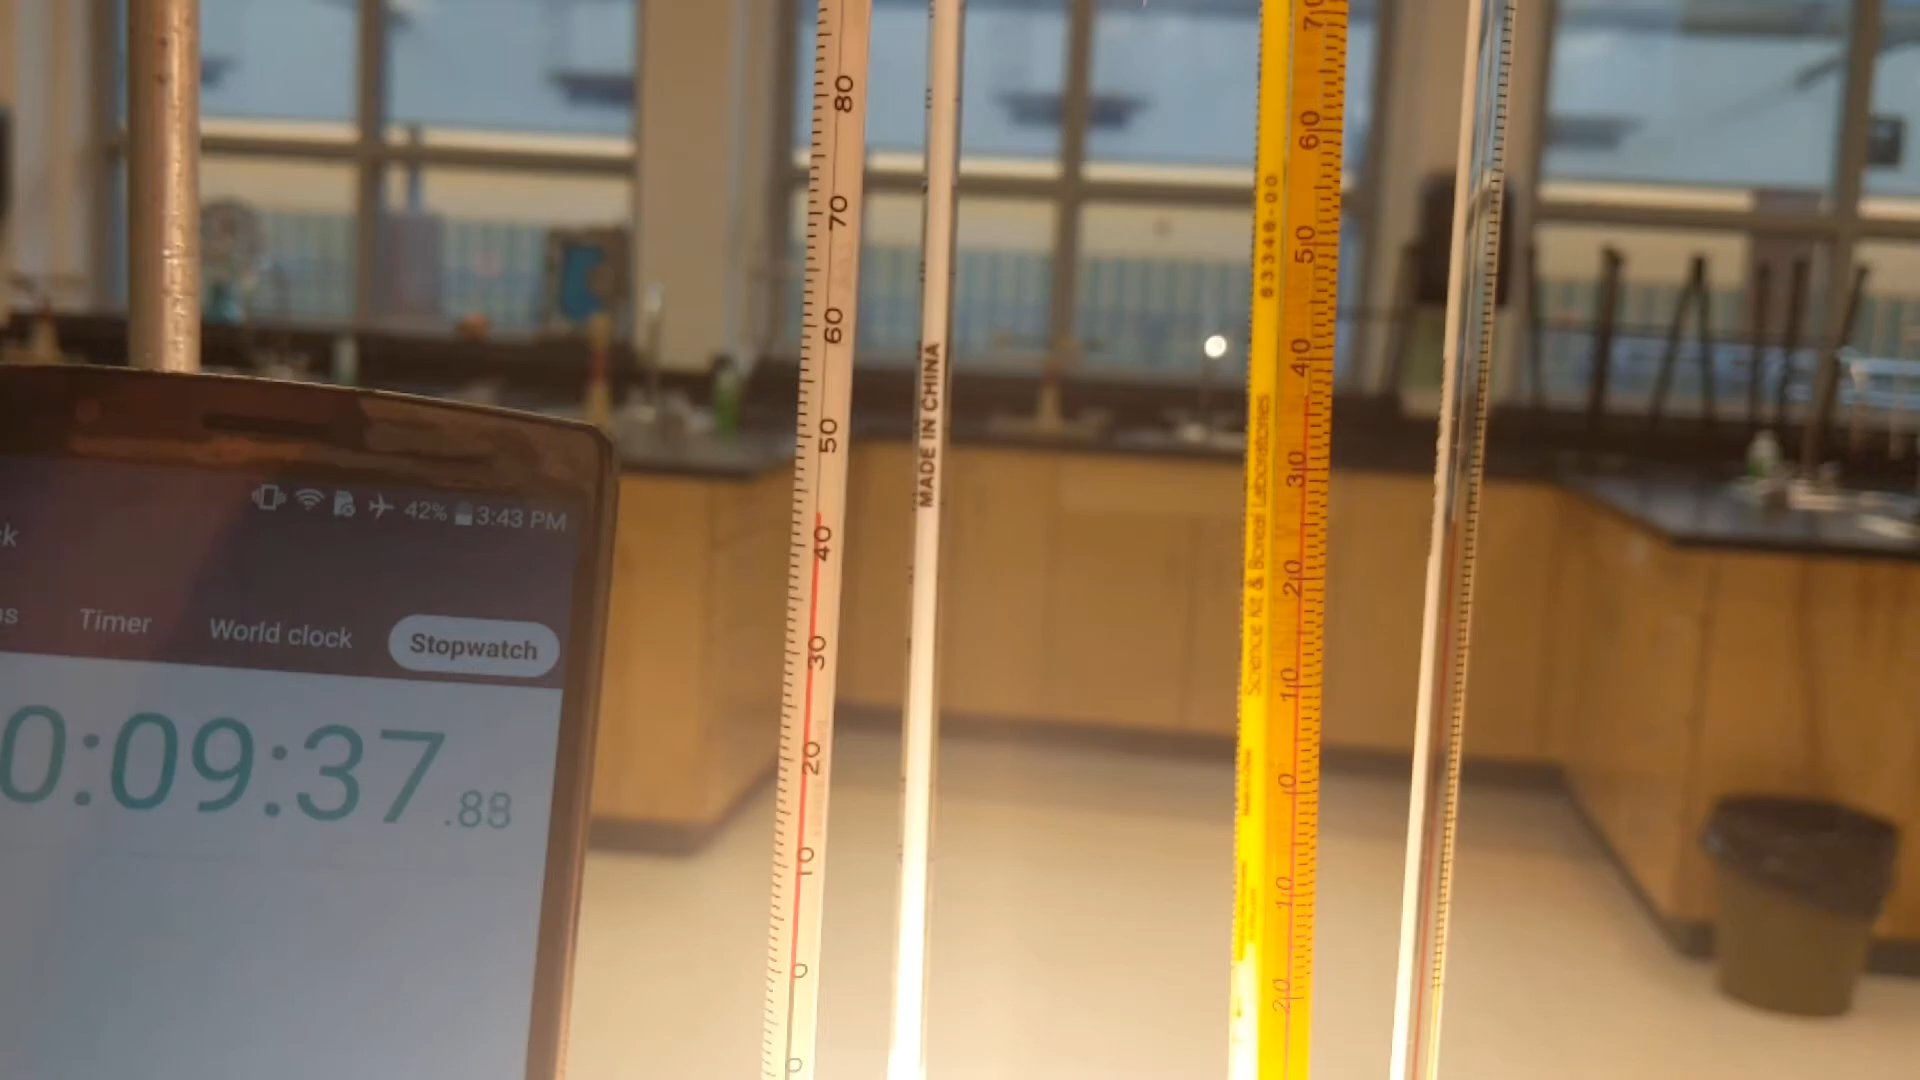 42% 3:43 PM
k
s
Timer
World clock
Stopwatch
0:09:37.88
80
70
60
50
40
30
20
10
0
MADE IN CHINA
63346-00
Science Kit & Boreal Laboratories
70
60
50
40
30
20
10
0
10
20